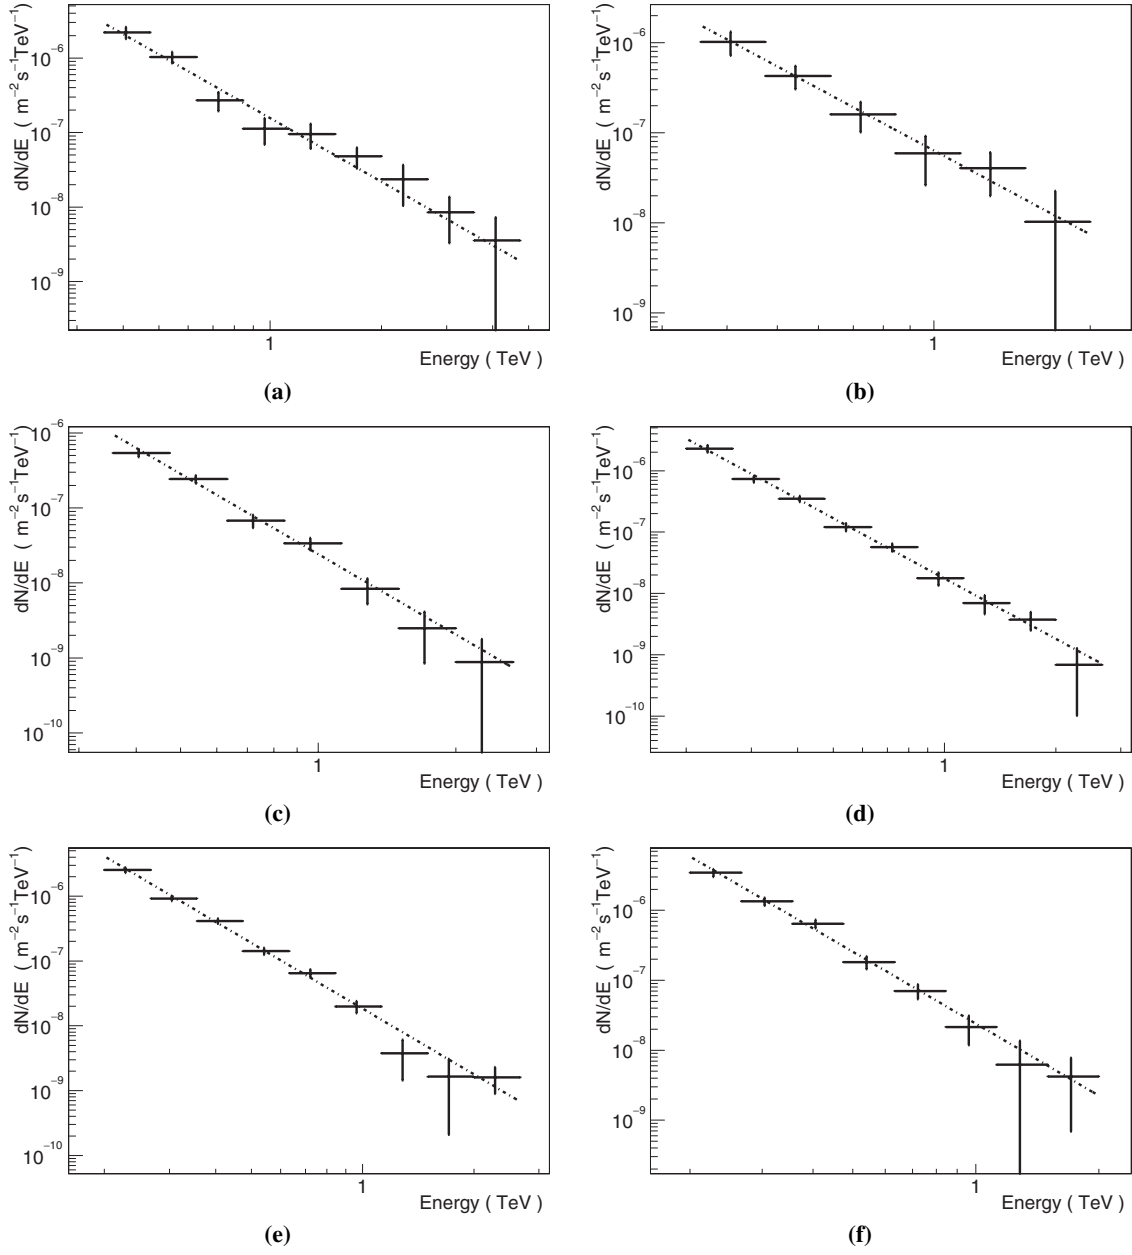 dN/dE ( m⁻²s⁻¹TeV⁻¹)
10⁻⁶
10⁻⁷
10⁻⁸
10⁻⁹
1
Energy ( TeV )
(a)
dN/dE ( m⁻²s⁻¹TeV⁻¹)
10⁻⁶
10⁻⁷
10⁻⁸
10⁻⁹
1
Energy ( TeV )
(b)
dN/dE ( m⁻²s⁻¹TeV⁻¹)
10⁻⁶
10⁻⁷
10⁻⁸
10⁻⁹
10⁻¹⁰
1
Energy ( TeV )
(c)
dN/dE ( m⁻²s⁻¹TeV⁻¹)
10⁻⁶
10⁻⁷
10⁻⁸
10⁻⁹
10⁻¹⁰
1
Energy ( TeV )
(d)
dN/dE ( m⁻²s⁻¹TeV⁻¹)
10⁻⁶
10⁻⁷
10⁻⁸
10⁻⁹
10⁻¹⁰
1
Energy ( TeV )
(e)
dN/dE ( m⁻²s⁻¹TeV⁻¹)
10⁻⁶
10⁻⁷
10⁻⁸
10⁻⁹
1
Energy ( TeV )
(f)